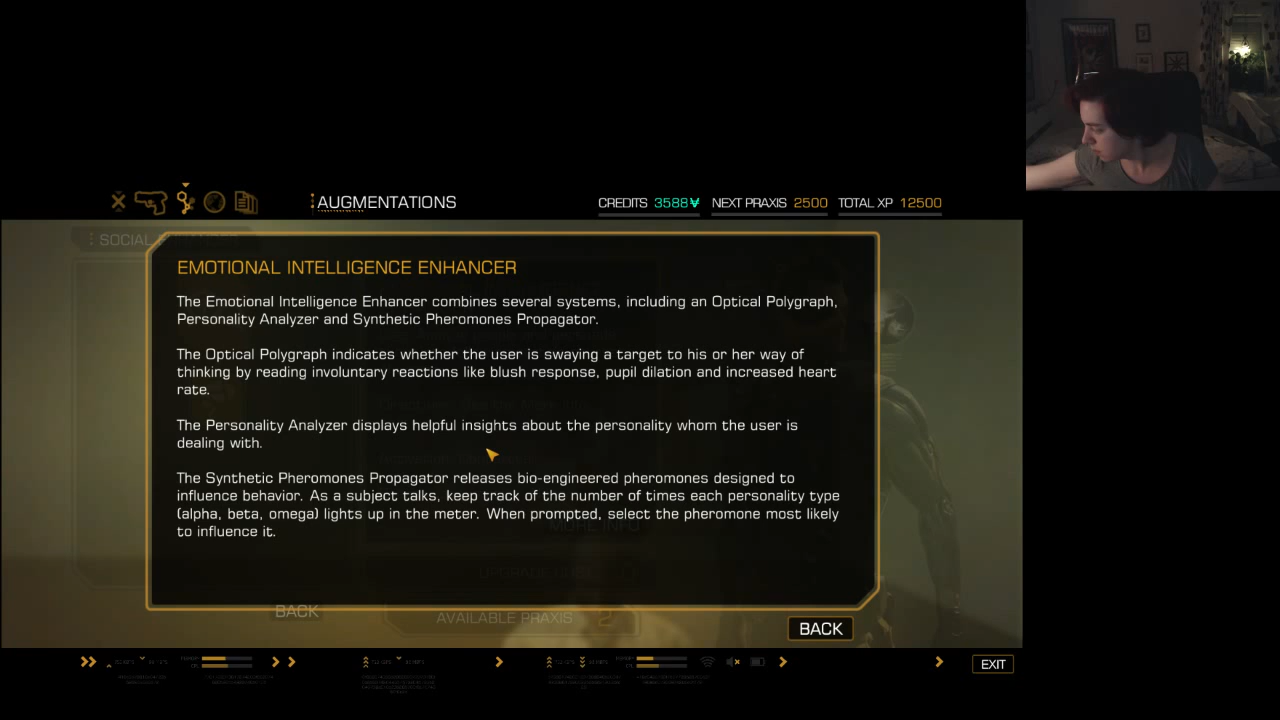 AUGMENTATIONS
CREDITS 3588 NEXT PRAXIS 2500 TOTAL XP 12500
SOCIAL
EMOTIONAL INTELLIGENCE ENHANCER
The Emotional Intelligence Enhancer combines several systems, including an Optical Polygraph,
Personality Analyzer and Synthetic Pheromones Propagator.
The Optical Polygraph indicates whether the user is swaying a target to his or her way of
thinking by reading involuntary reactions like blush response, pupil dilation and increased heart
rate.
The Personality Analyzer displays helpful insights about the personality whom the user is
dealing with.
The Synthetic Pheromones Propagator releases bio-engineered pheromones designed to
influence behavior. As a subject talks, keep track of the number of times each personality type
(alpha, beta, omega) lights up in the meter. When prompted, select the pheromone most likely
to influence it.
MORE INFO
UPGRADE COST
BACK
AVAILABLE PRAXIS 2
BACK
EXIT